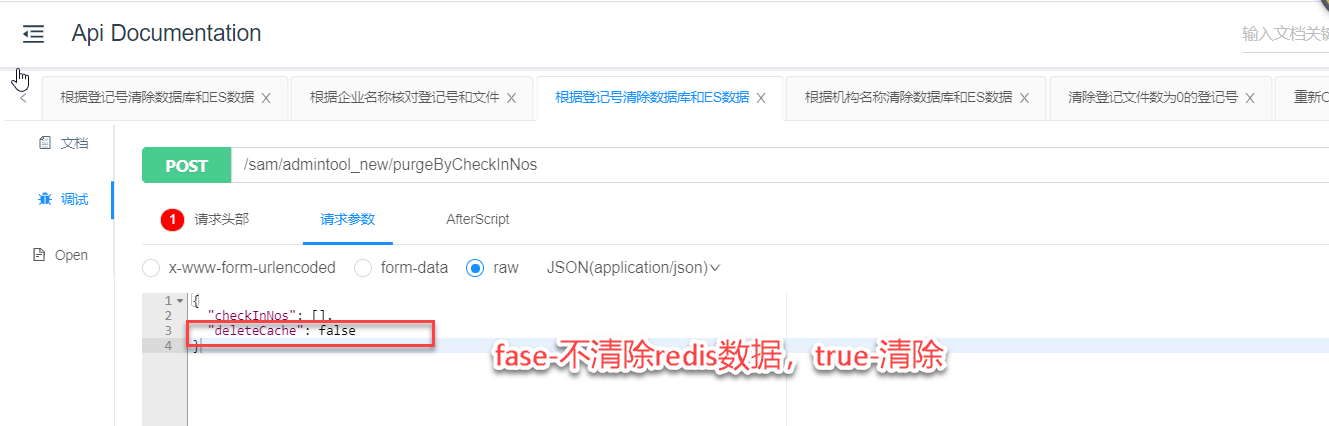 Api Documentation
输入文档关键
根据登记号清除数据库和ES数据
根据企业名称核对登记号和文件
根据登记号清除数据库和ES数据
根据机构名称清除数据库和ES数据
清除登记文件数为0的登记号
重新C
文档
调试
Open
POST /sam/admintool_new/purgeByCheckInNos
1 请求头部 请求参数 AfterScript
x-www-form-urlencoded form-data raw JSON(application/json)
1 {
2 "checkInNos": [],
3 "deleteCache": false
4 }
fase-不清除redis数据，true-清除